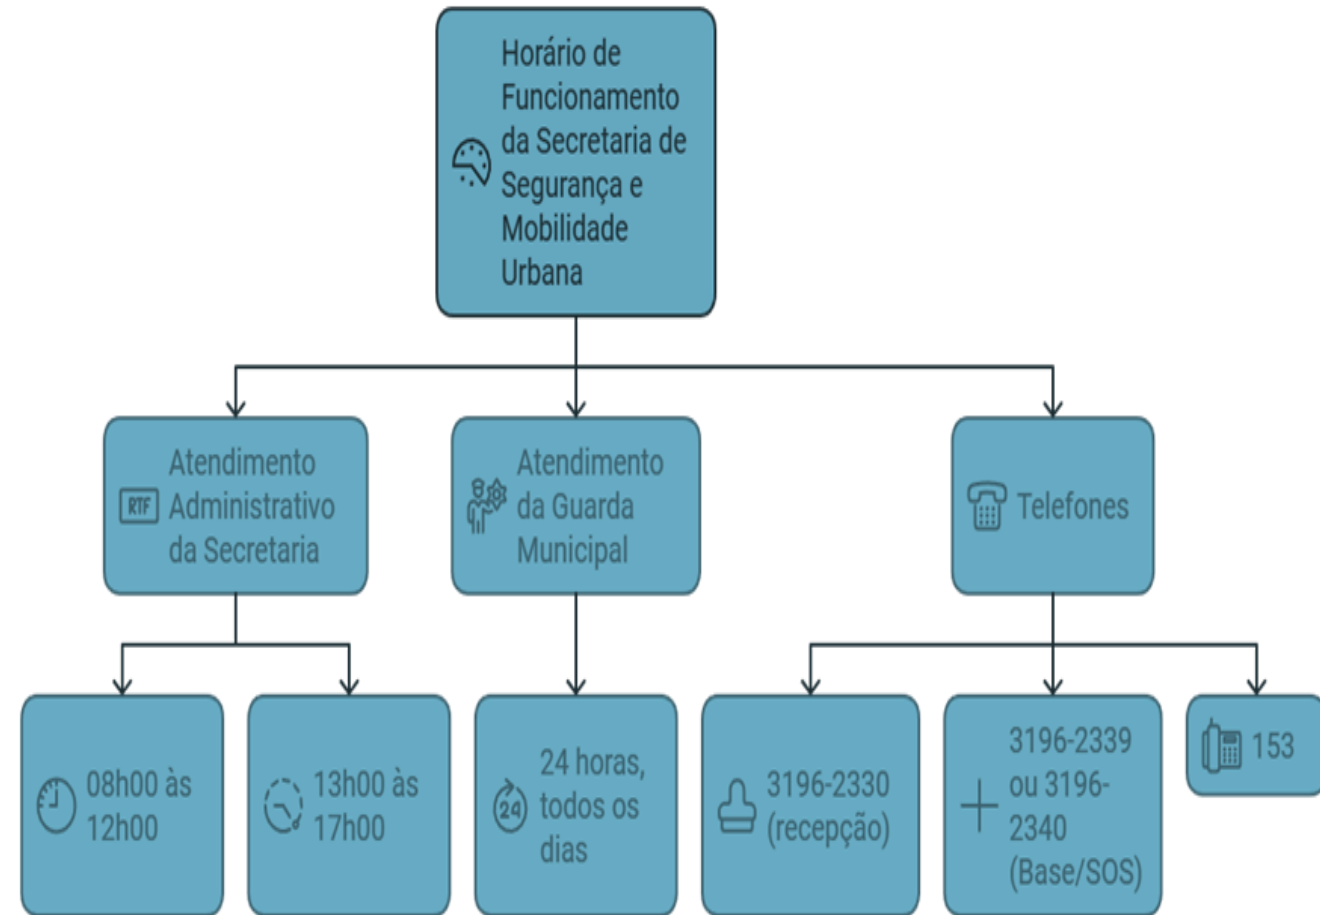 Horário de
Funcionamento
da Secretaria de
Segurança e
Mobilidade
Urbana
RTF
Atendimento
Administrativo
da Secretaria
Atendimento
da Guarda
Municipal
Telefones
08h00 às
12h00
13h00 às
17h00
24
24 horas,
todos os
dias
3196-2330
(recepção)
3196-2339
ou 3196-
2340
(Base/SOS)
153